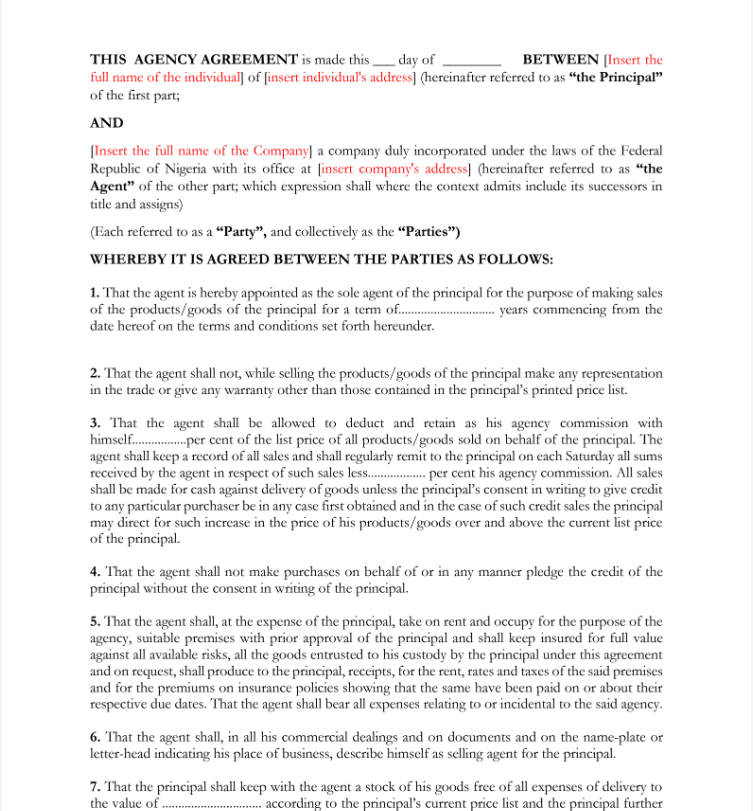 THIS AGENCY AGREEMENT is made this ___ day of ________ BETWEEN [Insert the
full name of the individual] of [insert individual's address] (hereinafter referred to as “the Principal”
of the first part;
AND
[Insert the full name of the Company] a company duly incorporated under the laws of the Federal
Republic of Nigeria with its office at [insert company's address] (hereinafter referred to as “the
Agent” of the other part; which expression shall where the context admits include its successors in
title and assigns)
(Each referred to as a “Party”, and collectively as the “Parties”)
WHEREBY IT IS AGREED BETWEEN THE PARTIES AS FOLLOWS:
1. That the agent is hereby appointed as the sole agent of the principal for the purpose of making sales
of the products/goods of the principal for a term of............................... years commencing from the
date hereof on the terms and conditions set forth hereunder.
2. That the agent shall not, while selling the products/goods of the principal make any representation
in the trade or give any warranty other than those contained in the principal’s printed price list.
3. That the agent shall be allowed to deduct and retain as his agency commission with
himself.................per cent of the list price of all products/goods sold on behalf of the principal. The
agent shall keep a record of all sales and shall regularly remit to the principal on each Saturday all sums
received by the agent in respect of such sales less................... per cent his agency commission. All sales
shall be made for cash against delivery of goods unless the principal’s consent in writing to give credit
to any particular purchaser be in any case first obtained and in the case of such credit sales the principal
may direct for such increase in the price of his products/goods over and above the current list price
of the principal.
4. That the agent shall not make purchases on behalf of or in any manner pledge the credit of the
principal without the consent in writing of the principal.
5. That the agent shall, at the expense of the principal, take on rent and occupy for the purpose of the
agency, suitable premises with prior approval of the principal and shall keep insured for full value
against all available risks, all the goods entrusted to his custody by the principal under this agreement
and on request, shall produce to the principal, receipts, for the rent, rates and taxes of the said premises
and for the premiums on insurance policies showing that the same have been paid on or about their
respective due dates. That the agent shall bear all expenses relating to or incidental to the said agency.
6. That the agent shall, in all his commercial dealings and on documents and on the name-plate or
letter-head indicating his place of business, describe himself as selling agent for the principal.
7. That the principal shall keep with the agent a stock of his goods free of all expenses of delivery to
the value of ................................ according to the principal’s current price list and the principal further